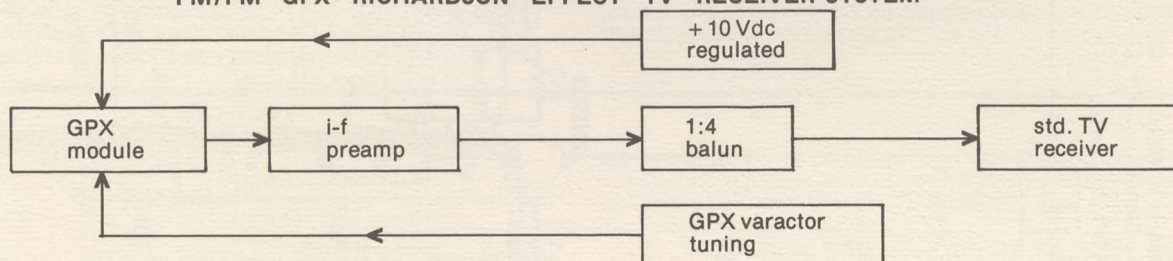 FM/FM GPX RICHARDSON EFFECT TV RECEIVER SYSTEM
+ 10 Vdc
regulated
GPX
module
i-f
preamp
1:4
balun
std. TV
receiver
GPX varactor
tuning